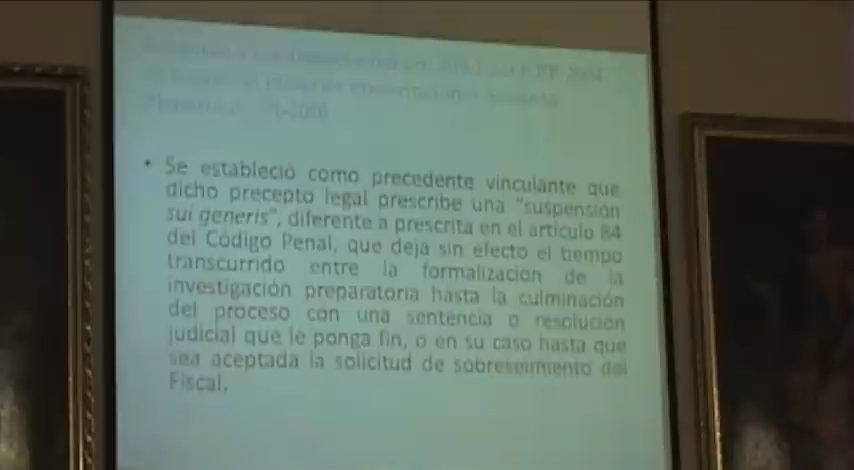 • Se estableció como precedente vinculante que
dicho precepto legal prescribe una "suspensión
sui generis", diferente a prescrita en el artículo 84
del Código Penal, que deja sin efecto el tiempo
transcurrido entre la formalización de la
investigación preparatoria hasta la culminación
del proceso con una sentencia o resolución
judicial que le ponga fin, o en su caso hasta que
sea aceptada la solicitud de sobreseimiento del
Fiscal.